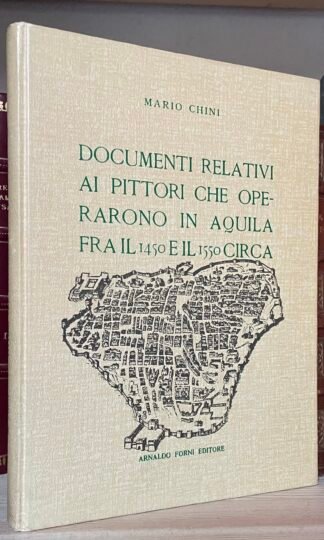 MARIO CHINI
DOCUMENTI RELATIVI
AI PITTORI CHE OPE-
RARONO IN AQUILA
FRA IL 1450 E IL 1550 CIRCA
ARNALDO FORNI EDITORE